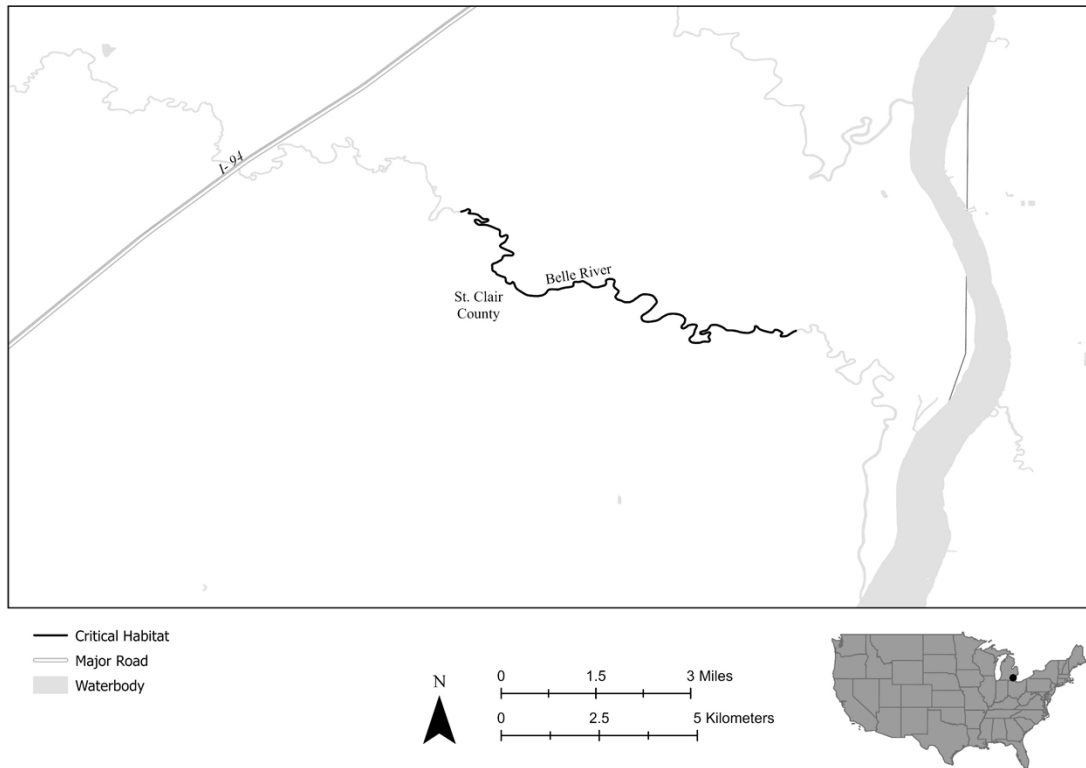 I- 94
Belle River
St. Clair
County
Critical Habitat
Major Road
Waterbody
N
0 1.5 3 Miles
0 2.5 5 Kilometers